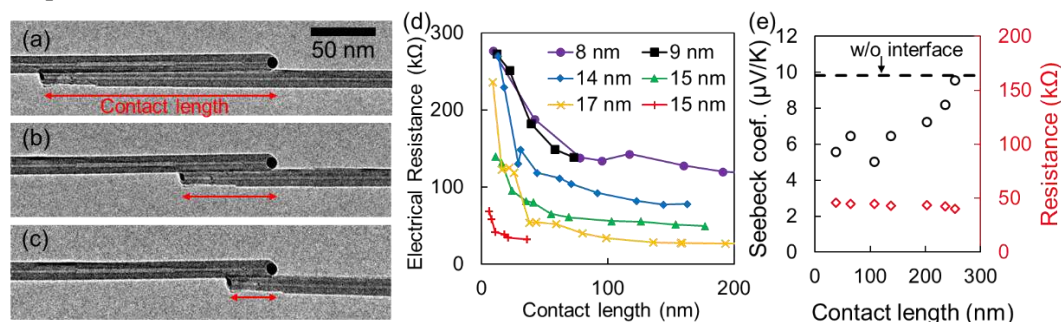 (a)
50 nm
Contact length
(b)
(c)
(d)
Electrical Resistance (kΩ)
300
200
100
0
8 nm
9 nm
14 nm
15 nm
17 nm
15 nm
0
50
100
150
200
Contact length (nm)
(e)
Seebeck coef. (μV/K)
12
10
8
6
4
2
0
w/o interface
200
150
100
50
0
Resistance (kΩ)
0
100
200
300
Contact length (nm)